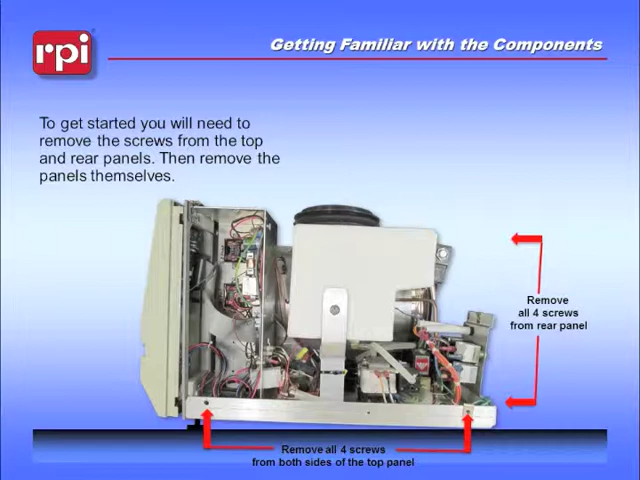 rpi
Getting Familiar with the Components
To get started you will need to
remove the screws from the top
and rear panels. Then remove the
panels themselves.
Remove
all 4 screws
from rear panel
Remove all 4 screws
from both sides of the top panel